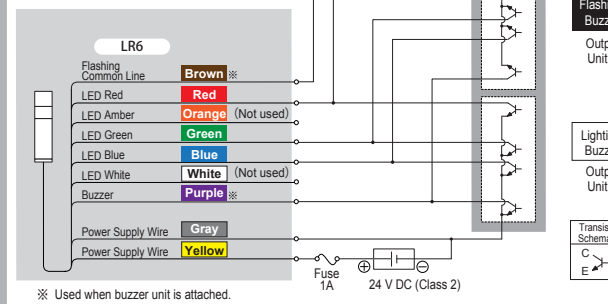 LR6
Flashing
Common Line Brown ※
LED Red Red
LED Amber Orange (Not used)
LED Green Green
LED Blue Blue
LED White White (Not used)
Buzzer Purple ※
Power Supply Wire Gray
Power Supply Wire Yellow
Fuse
1A
⊕ ⊖
24 V DC (Class 2)
※ Used when buzzer unit is attached.
Flashi
Buzz
Outp
Unit
Lighti
Buzz
Outp
Unit
Transis
Schema
C
E